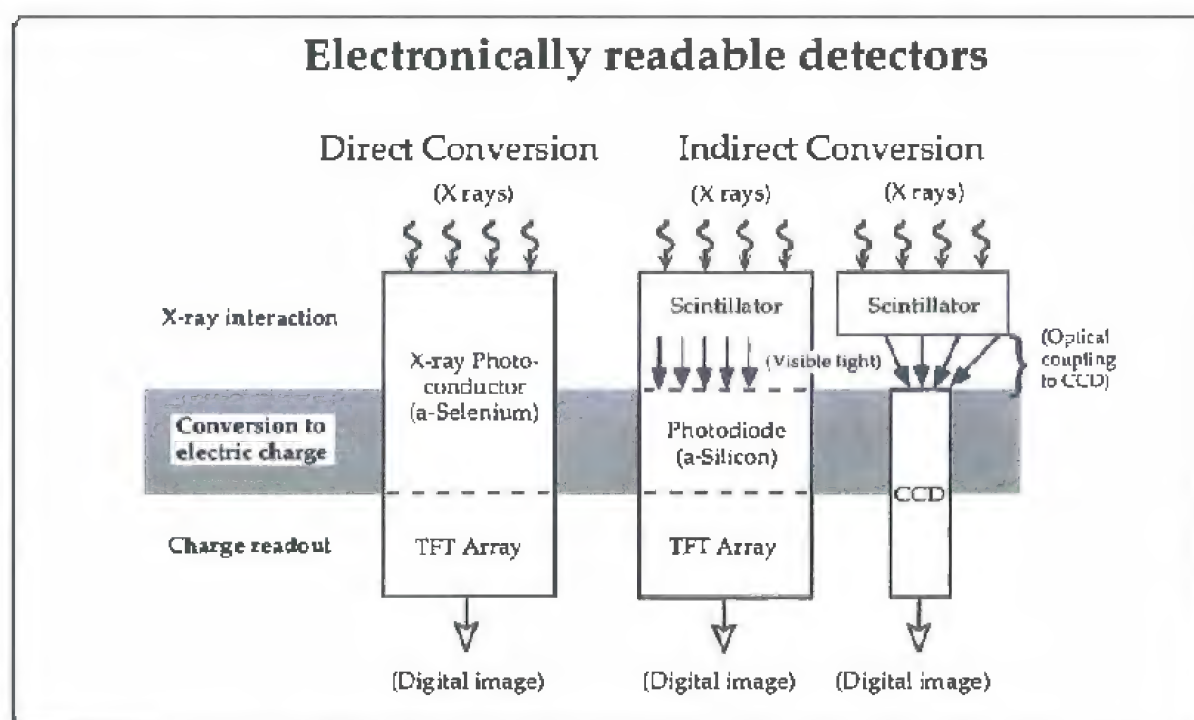 Electronically readable detectors
Direct Conversion
Indirect Conversion
(X rays)
(X rays)
(X rays)
X-ray interaction
X-ray Photo-
conductor
(a-Selenium)
Scintillator
Scintillator
(Visible light)
(Optical
coupling
to CCD)
Conversion to
electric charge
Photodiode
(a-Silicon)
CCD
Charge readout
TFT Array
TFT Array
(Digital image)
(Digital image)
(Digital image)